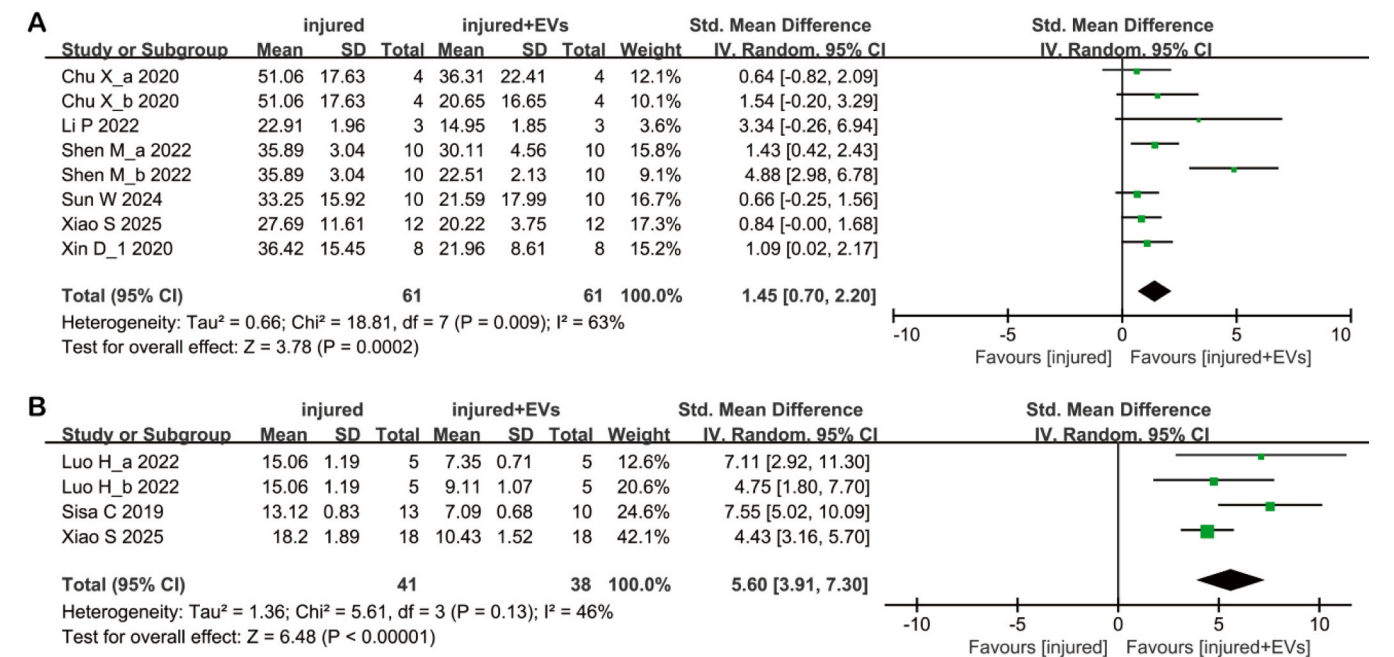 A
injured injured+EVs Std. Mean Difference Std. Mean Difference
Study or Subgroup Mean SD Total Mean SD Total Weight IV. Random. 95% CI IV. Random. 95% CI
Chu X_a 2020 51.06 17.63 4 36.31 22.41 4 12.1% 0.64 [-0.82, 2.09]
Chu X_b 2020 51.06 17.63 4 20.65 16.65 4 10.1% 1.54 [-0.20, 3.29]
Li P 2022 22.91 1.96 3 14.95 1.85 3 3.6% 3.34 [-0.26, 6.94]
Shen M_a 2022 35.89 3.04 10 30.11 4.56 10 15.8% 1.43 [0.42, 2.43]
Shen M_b 2022 35.89 3.04 10 22.51 2.13 10 9.1% 4.88 [2.98, 6.78]
Sun W 2024 33.25 15.92 10 21.59 17.99 10 16.7% 0.66 [-0.25, 1.56]
Xiao S 2025 27.69 11.61 12 20.22 3.75 12 17.3% 0.84 [-0.00, 1.68]
Xin D_1 2020 36.42 15.45 8 21.96 8.61 8 15.2% 1.09 [0.02, 2.17]
Total (95% CI) 61 61 100.0% 1.45 [0.70, 2.20]
Heterogeneity: Tau² = 0.66; Chi² = 18.81, df = 7 (P = 0.009); I² = 63%
Test for overall effect: Z = 3.78 (P = 0.0002)
-10 -5 0 5 10
Favours [injured] Favours [injured+EVs]
B
injured injured+EVs Std. Mean Difference Std. Mean Difference
Study or Subgroup Mean SD Total Mean SD Total Weight IV. Random. 95% CI IV. Random. 95% CI
Luo H_a 2022 15.06 1.19 5 7.35 0.71 5 12.6% 7.11 [2.92, 11.30]
Luo H_b 2022 15.06 1.19 5 9.11 1.07 5 20.6% 4.75 [1.80, 7.70]
Sisa C 2019 13.12 0.83 13 7.09 0.68 10 24.6% 7.55 [5.02, 10.09]
Xiao S 2025 18.2 1.89 18 10.43 1.52 18 42.1% 4.43 [3.16, 5.70]
Total (95% CI) 41 38 100.0% 5.60 [3.91, 7.30]
Heterogeneity: Tau² = 1.36; Chi² = 5.61, df = 3 (P = 0.13); I² = 46%
Test for overall effect: Z = 6.48 (P < 0.00001)
-10 -5 0 5 10
Favours [injured] Favours [injured+EVs]